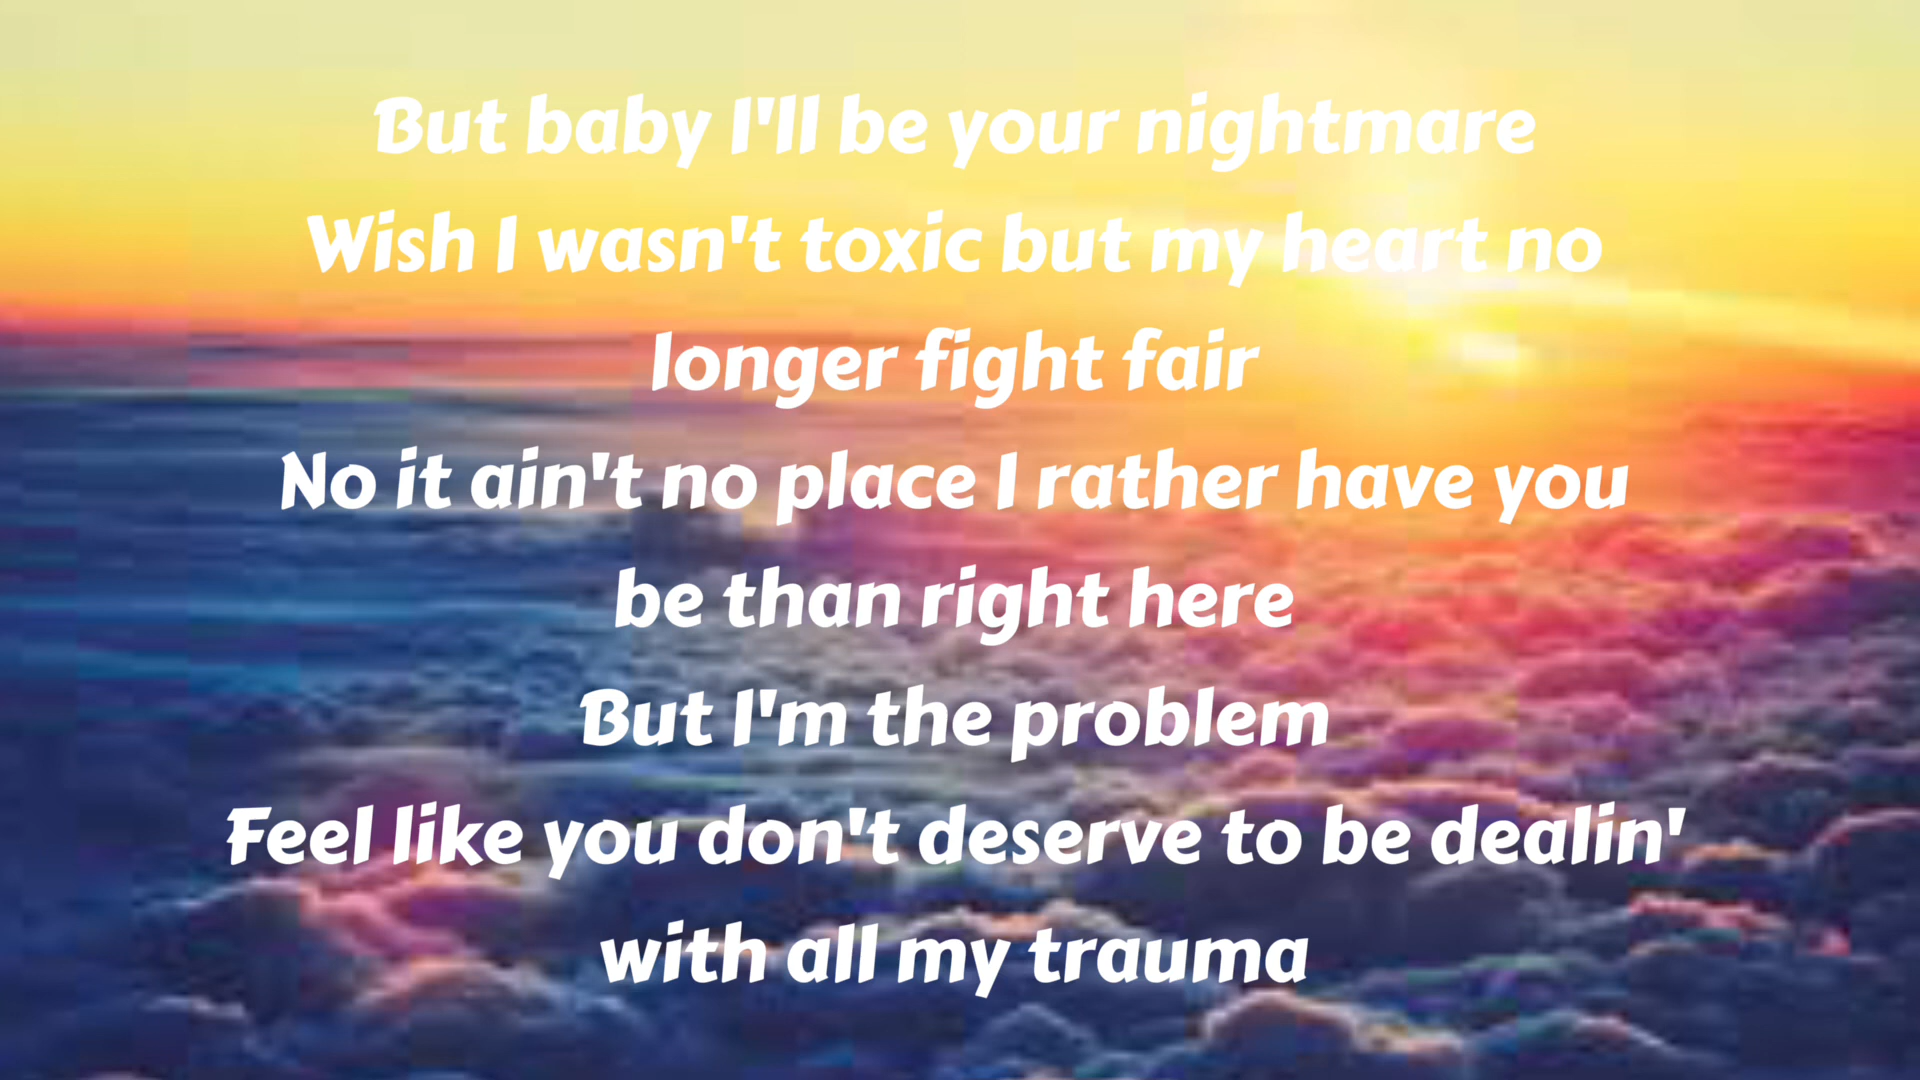 But baby I'll be your nightmare
Wish I wasn't toxic but my heart no
longer fight fair
No it ain't no place I rather have you
be than right here
But I'm the problem
Feel like you don't deserve to be dealin'
with all my trauma